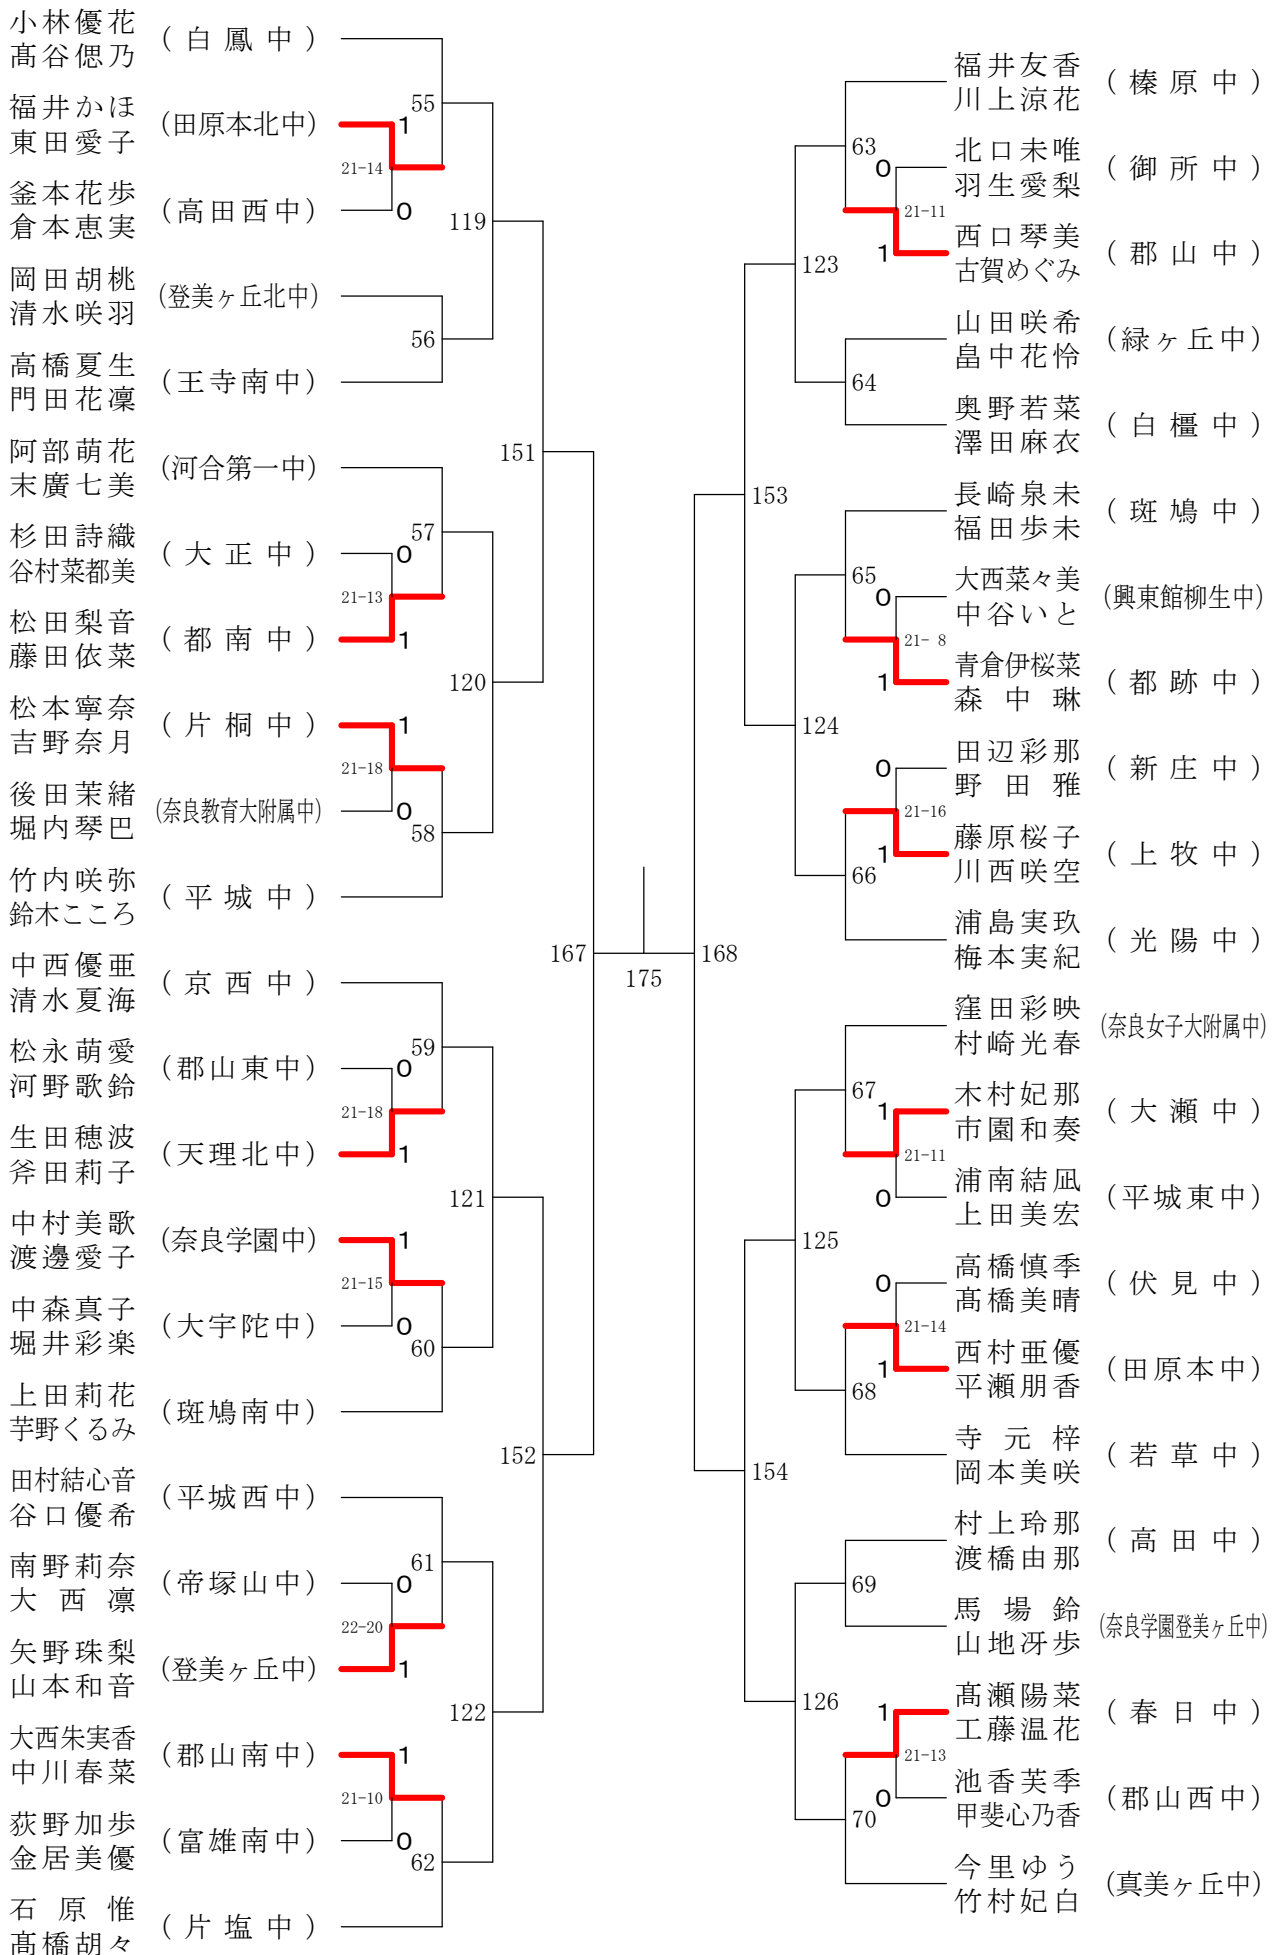 小林優花
髙谷偲乃
(白鳳中)
福井かほ
東田愛子
(田原本北中)
1
55
21-14
釜本花歩
倉本恵実
(高田西中)
0
119
岡田胡桃
清水咲羽
(登美ヶ丘北中)
56
高橋夏生
門田花凜
(王寺南中)
151
阿部萌花
末廣七美
(河合第一中)
57
杉田詩織
谷村菜都美
(大正中)
0
21-13
松田梨音
藤田依菜
(都南中)
1
120
松本寧奈
吉野奈月
(片桐中)
1
21-18
後田茉緒
堀内琴巴
(奈良教育大附属中)
0
58
竹内咲弥
鈴木こころ
(平城中)
167
中西優亜
清水夏海
(京西中)
59
松永萌愛
河野歌鈴
(郡山東中)
0
21-18
生田穂波
斧田莉子
(天理北中)
1
121
中村美歌
渡邊愛子
(奈良学園中)
1
21-15
中森真子
堀井彩楽
(大宇陀中)
0
60
上田莉花
芋野くるみ
(斑鳩南中)
152
田村結心音
谷口優希
(平城西中)
61
南野莉奈
大西凛
(帝塚山中)
0
22-20
矢野珠梨
山本和音
(登美ヶ丘中)
1
122
大西朱実香
中川春菜
(郡山南中)
1
21-10
荻野加歩
金居美優
(富雄南中)
0
62
石原惟
髙橋胡々
(片塩中)
175
168
福井友香
川上涼花
(榛原中)
63
北口未唯
羽生愛梨
(御所中)
0
21-11
西口琴美
古賀めぐみ
(郡山中)
1
123
山田咲希
畠中花怜
(緑ヶ丘中)
64
奥野若菜
澤田麻衣
(白橿中)
153
長崎泉未
福田歩未
(斑鳩中)
65
大西菜々美
中谷いと
(興東館柳生中)
0
21- 8
青倉伊桜菜
森中琳
(都跡中)
1
124
田辺彩那
野田雅
(新庄中)
0
21-16
藤原桜子
川西咲空
(上牧中)
1
66
浦島実玖
梅本実紀
(光陽中)
窪田彩映
村崎光春
(奈良女子大附属中)
67
木村妃那
市園和奏
(大瀬中)
1
21-11
浦南結凪
上田美宏
(平城東中)
0
125
高橋慎季
髙橋美晴
(伏見中)
0
21-14
西村亜優
平瀬朋香
(田原本中)
1
68
寺元梓
岡本美咲
(若草中)
154
村上玲那
渡橋由那
(高田中)
69
馬場鈴
山地冴歩
(奈良学園登美ヶ丘中)
126
髙瀬陽菜
工藤温花
(春日中)
1
21-13
池香芙季
甲斐心乃香
(郡山西中)
0
70
今里ゆう
竹村妃白
(真美ヶ丘中)